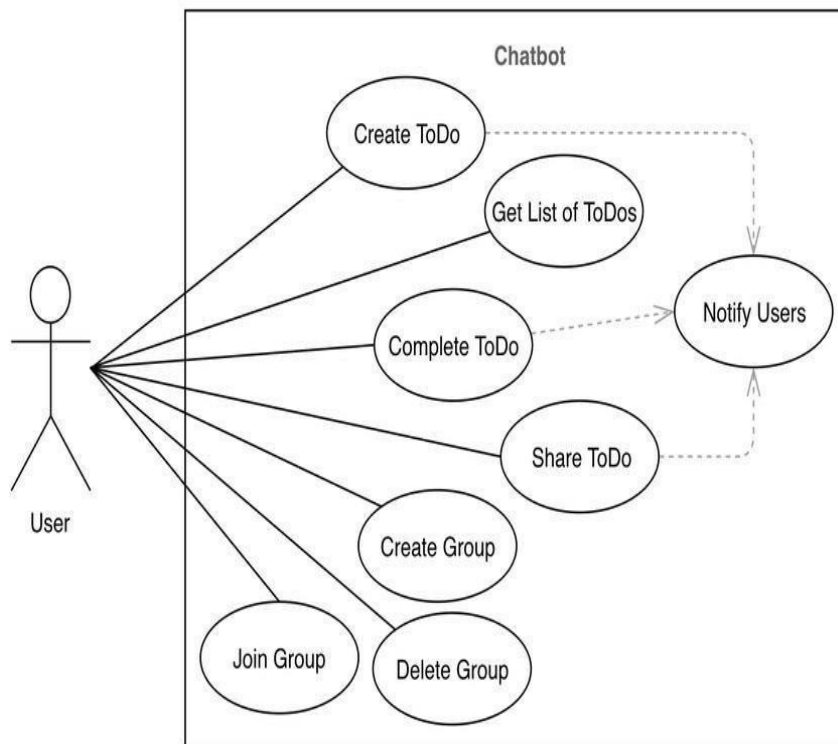 Chatbot
Create ToDo
Get List of ToDos
Notify Users
Complete ToDo
Share ToDo
User
Create Group
Join Group
Delete Group